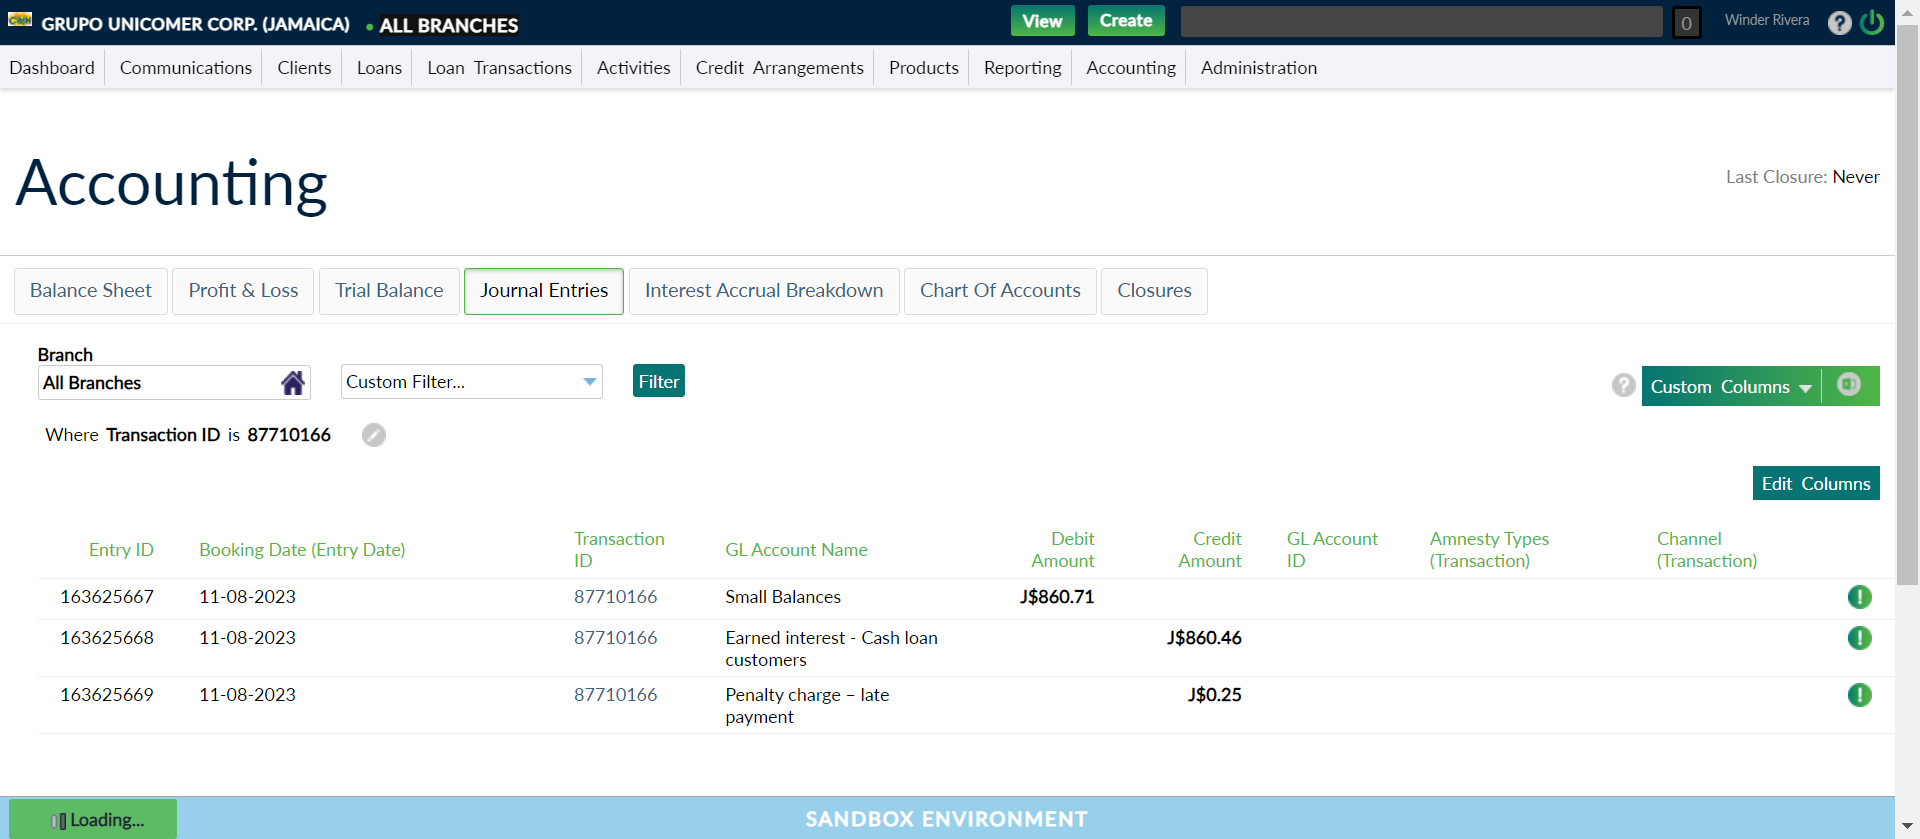 GRUPO UNICOMER CORP. (JAMAICA) • ALL BRANCHES View Create 0 Winder Rivera ?
Dashboard Communications Clients Loans Loan Transactions Activities Credit Arrangements Products Reporting Accounting Administration
Accounting
Last Closure: Never
Balance Sheet Profit & Loss Trial Balance Journal Entries Interest Accrual Breakdown Chart Of Accounts Closures
Branch
All Branches Custom Filter... Filter ? Custom Columns
Where Transaction ID is 87710166
Edit Columns
Entry ID Booking Date (Entry Date) Transaction ID GL Account Name Debit Amount Credit Amount GL Account ID Amnesty Types (Transaction) Channel (Transaction)
163625667 11-08-2023 87710166 Small Balances J$860.71
163625668 11-08-2023 87710166 Earned interest - Cash loan customers J$860.46
163625669 11-08-2023 87710166 Penalty charge – late payment J$0.25
Loading... SANDBOX ENVIRONMENT